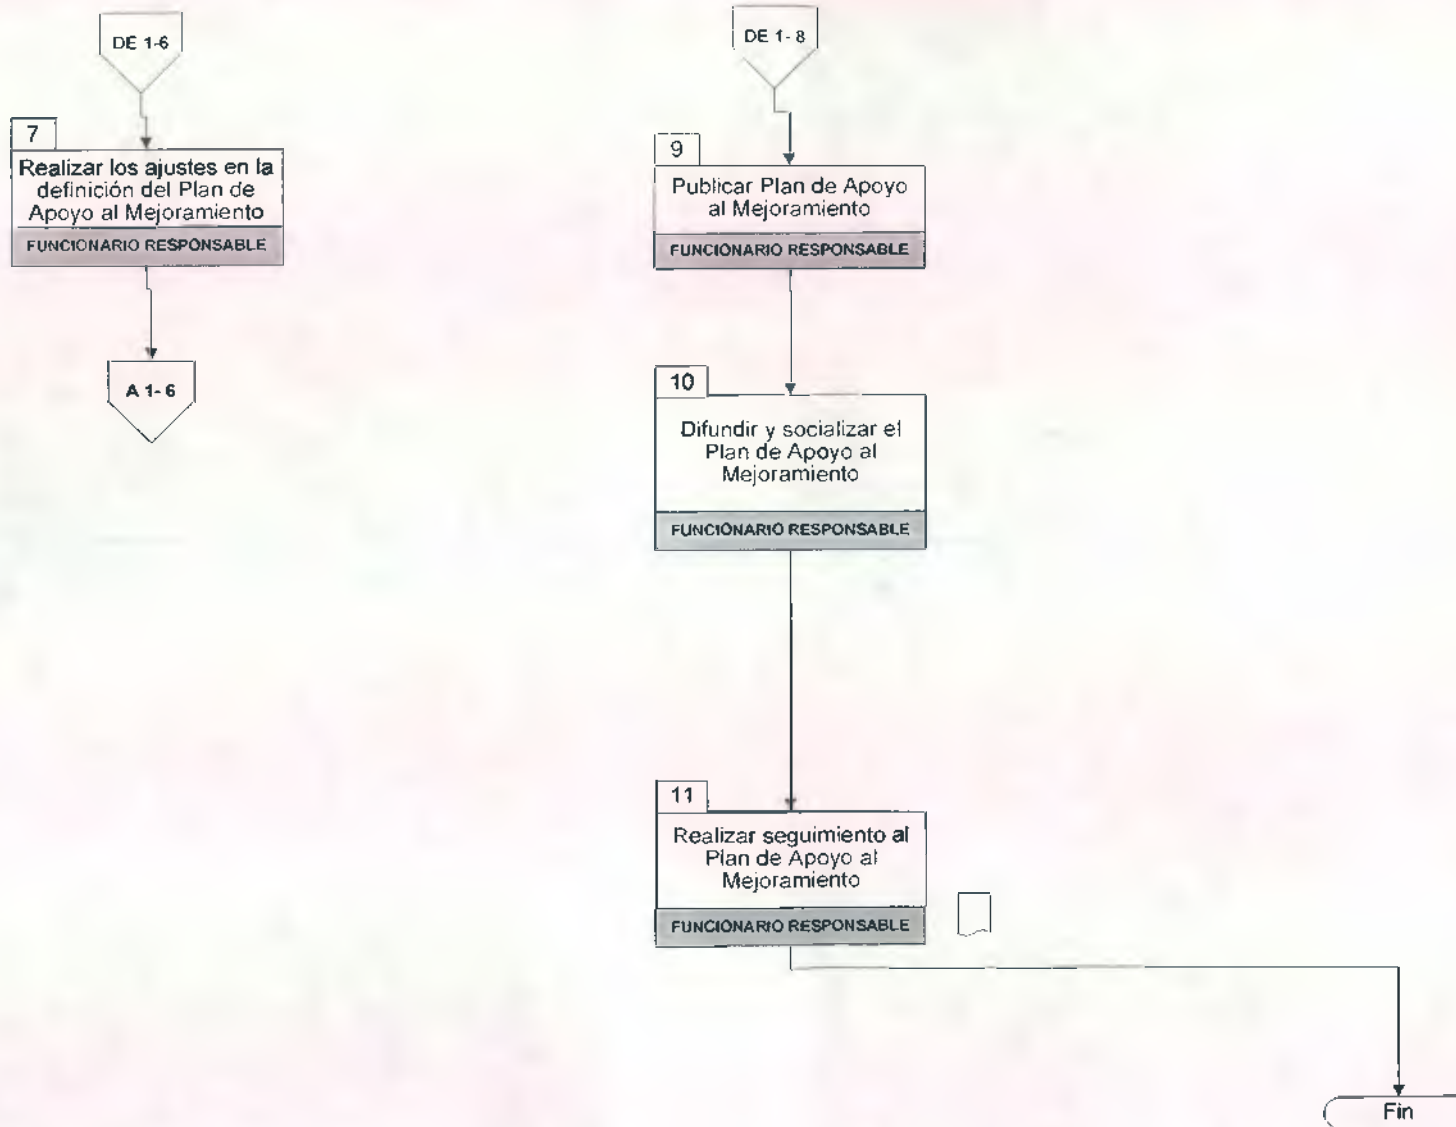 DE 1-6
7
Realizar los ajustes en la
definición del Plan de
Apoyo al Mejoramiento
FUNCIONARIO RESPONSABLE
A 1- 6
DE 1- 8
9
Publicar Plan de Apoyo
al Mejoramiento
FUNCIONARIO RESPONSABLE
10
Difundir y socializar el
Plan de Apoyo al
Mejoramiento
FUNCIONARIO RESPONSABLE
11
Realizar seguimiento al
Plan de Apoyo al
Mejoramiento
FUNCIONARIO RESPONSABLE
Fin